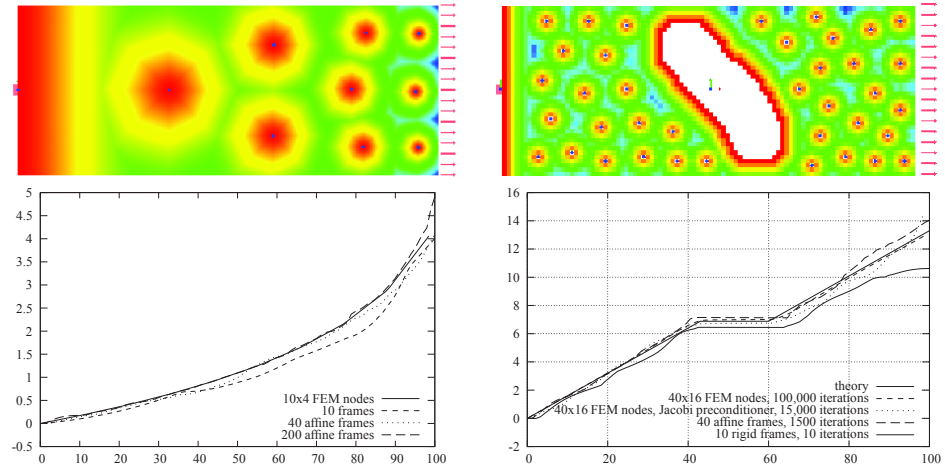 5
4.5
4
3.5
3
2.5
2
1.5
1
0.5
0
-0.5
0 10 20 30 40 50 60 70 80 90 100
10x4 FEM nodes
10 frames
40 affine frames
200 affine frames
16
14
12
10
8
6
4
2
0
-2
0 20 40 60 80 100
theory
40x16 FEM nodes, 100,000 iterations
40x16 FEM nodes, Jacobi preconditioner, 15,000 iterations
40 affine frames, 1500 iterations
10 rigid frames, 10 iterations